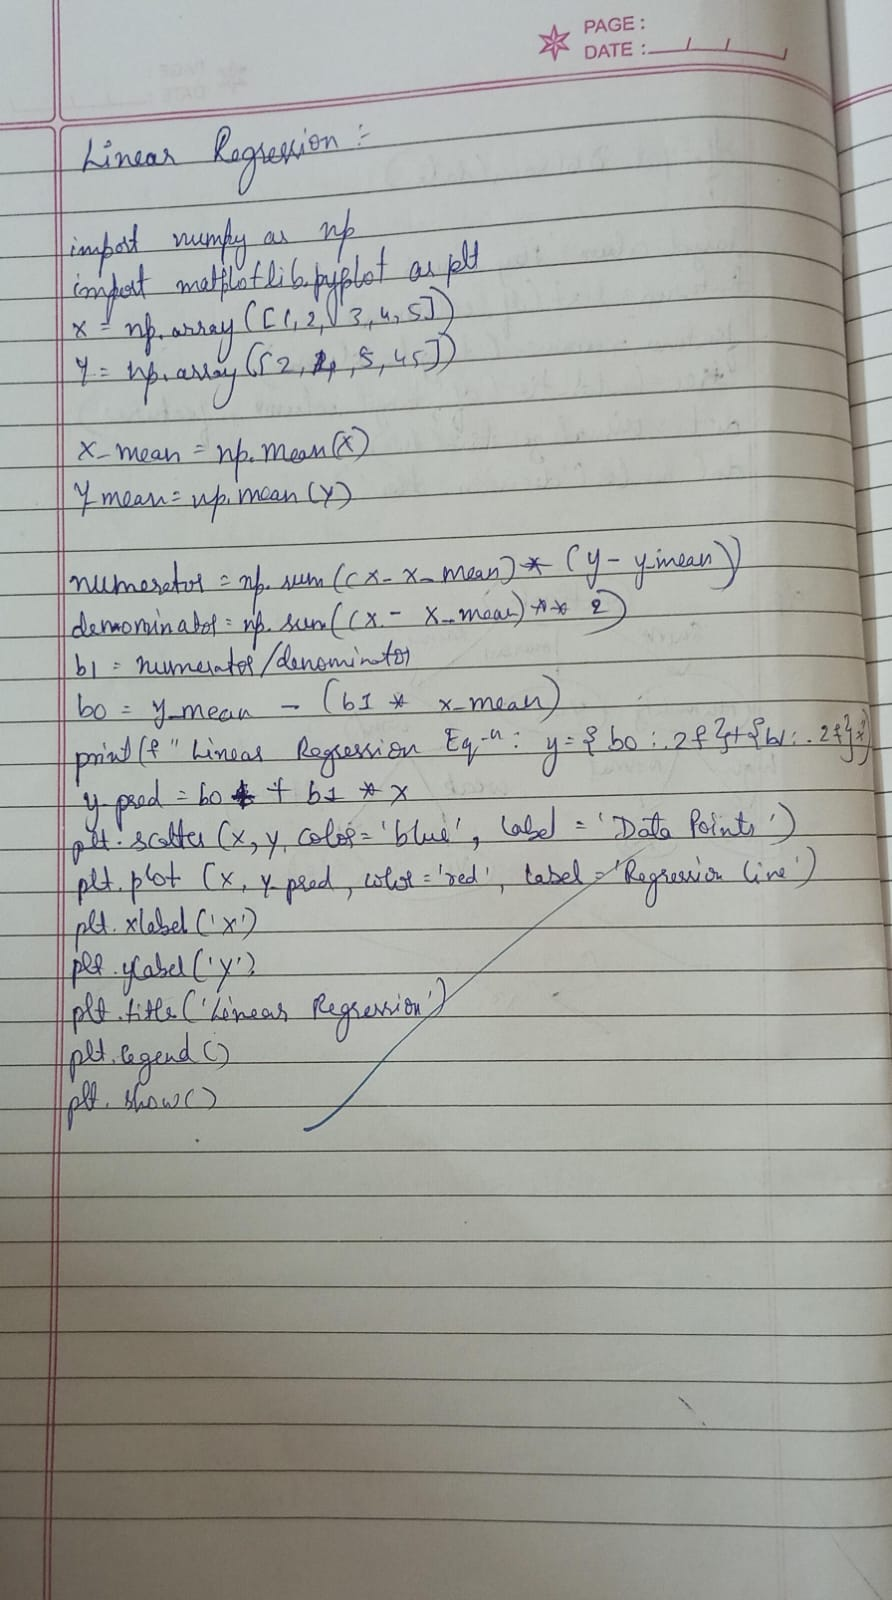 PAGE :
DATE :
Linear Regression :-
import numpy as np
import matplotlib.pyplot as plt
x = np.array([1, 2, 3, 4, 5])
y = np.array([2, 4, 5, 4 5])
x_mean = np.mean(x)
y mean = np.mean(y)
numerator = np.sum((x - x_mean) * (y - y_mean))
demominator = np.sum((x - x_mean) ** 2)
b1 = numerator/denominator
b0 = y_mean - (b1 * x_mean)
print(f" Linear Regression Eq-n : y = { b0 : .2f}+{b1: .2f}x")
y_pred = b0 + b1 * x
plt.scatter (x, y, color = 'blue', label = 'Data Points')
plt.plot (x, y_pred, color = 'red', label = 'Regression line')
plt.xlabel('x')
plt.ylabel('y')
plt.title('Linear Regression')
plt.legend()
plt.show()